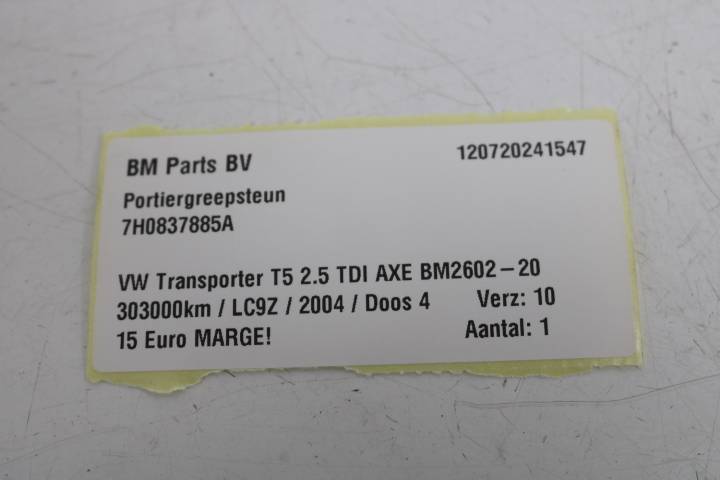 BM Parts BV 120720241547
Portiergreepsteun
7H0837885A
VW Transporter T5 2.5 TDI AXE BM2602-20
303000km / LC9Z / 2004 / Doos 4 Verz: 10
15 Euro MARGE! Aantal: 1